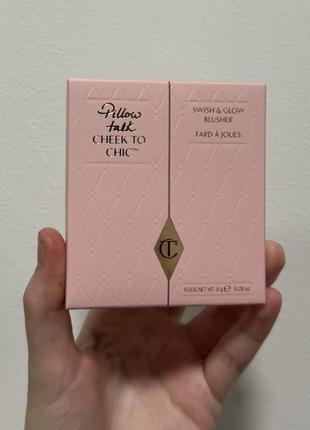 Pillow
talk
CHEEK TO
CHIC™
SWISH & GLOW
BLUSHER
FARD À JOUES
CT
POIDS NET WT. 8 g ℮ 0.28 oz.